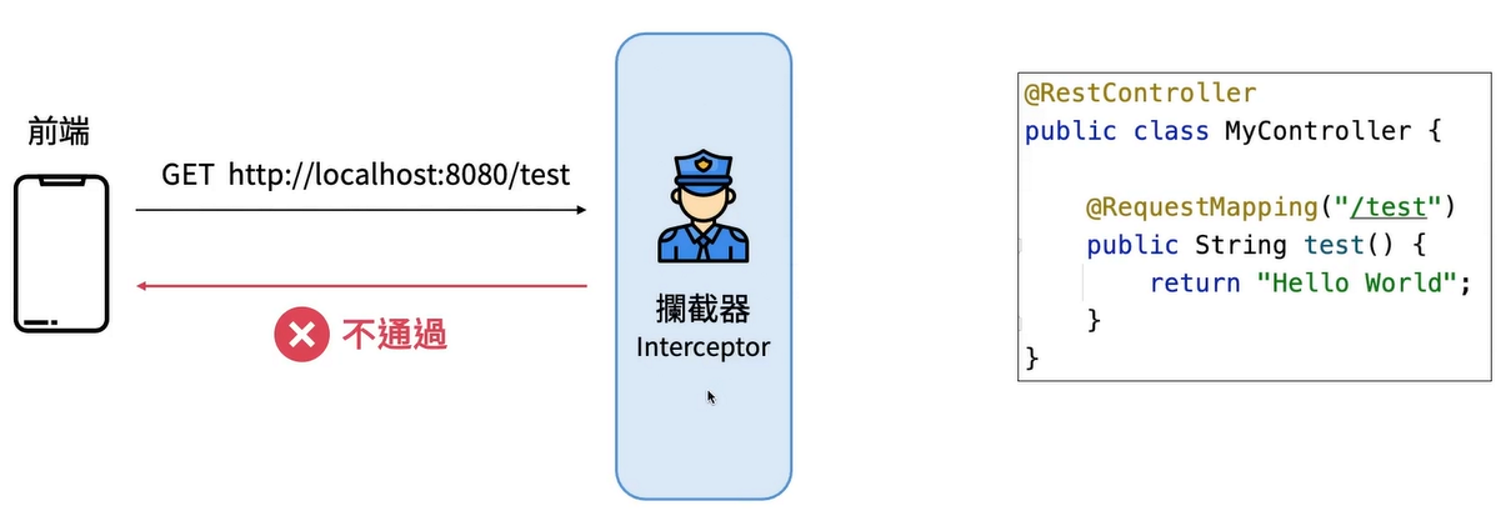 前端
GET http://localhost:8080/test
不通過
攔截器
Interceptor
@RestController
public class MyController {
@RequestMapping("/test")
public String test() {
return "Hello World";
}
}